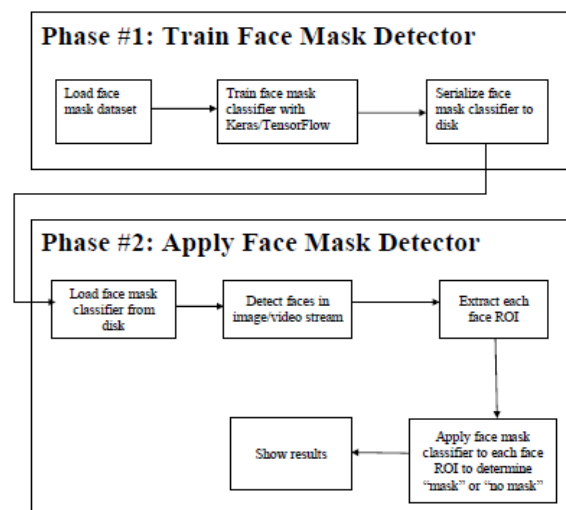 Phase #1: Train Face Mask Detector
Load face
mask dataset
Train face mask
classifier with
Keras/TensorFlow
Serialize face
mask classifier to
disk
Phase #2: Apply Face Mask Detector
Load face mask
classifier from
disk
Detect faces in
image/video stream
Extract each
face ROI
Apply face mask
classifier to each face
ROI to determine
“mask” or “no mask”
Show results